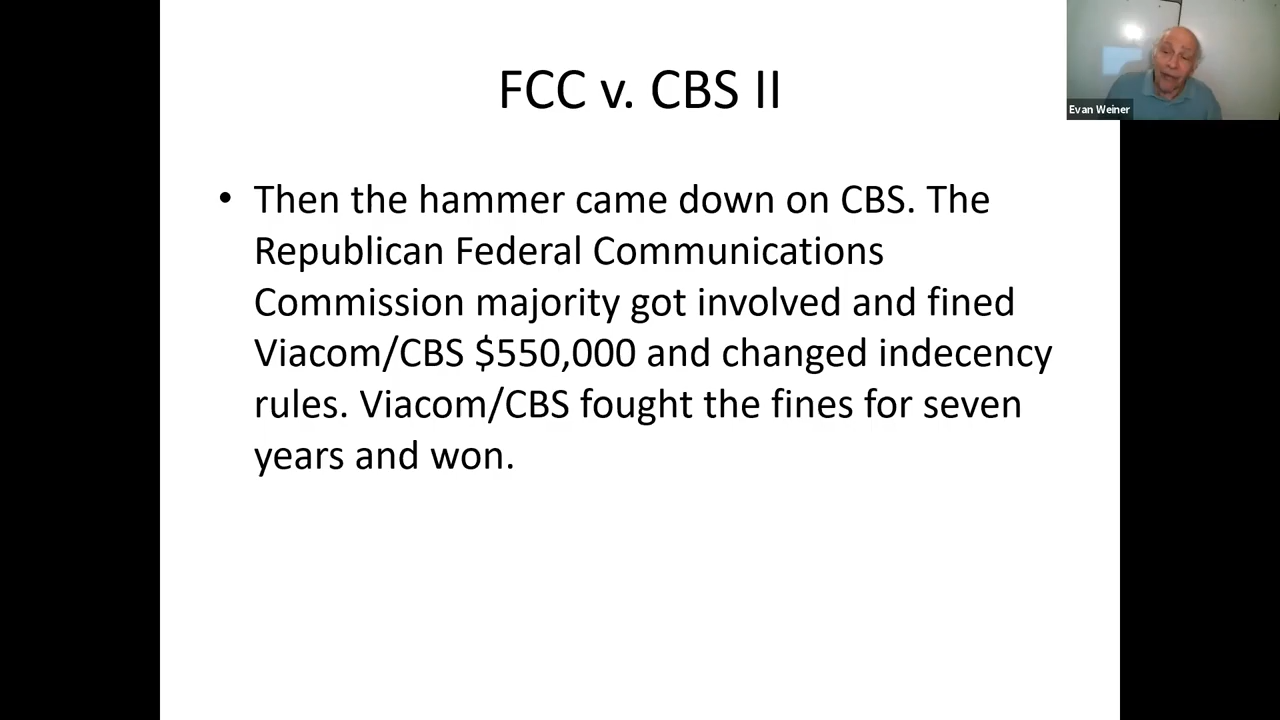 FCC v. CBS II
• Then the hammer came down on CBS. The
Republican Federal Communications
Commission majority got involved and fined
Viacom/CBS $550,000 and changed indecency
rules. Viacom/CBS fought the fines for seven
years and won.
Evan Weiner